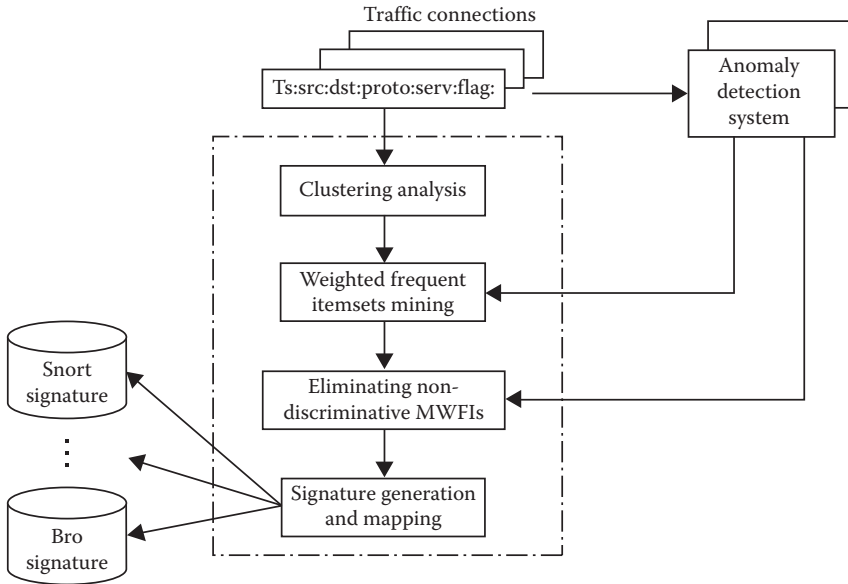 Traffic connections
Ts:src:dst:proto:serv:flag:
Anomaly
detection
system
Clustering analysis
Weighted frequent
itemsets mining
Eliminating non-
discriminative MWFIs
Signature generation
and mapping
Snort
signature
Bro
signature